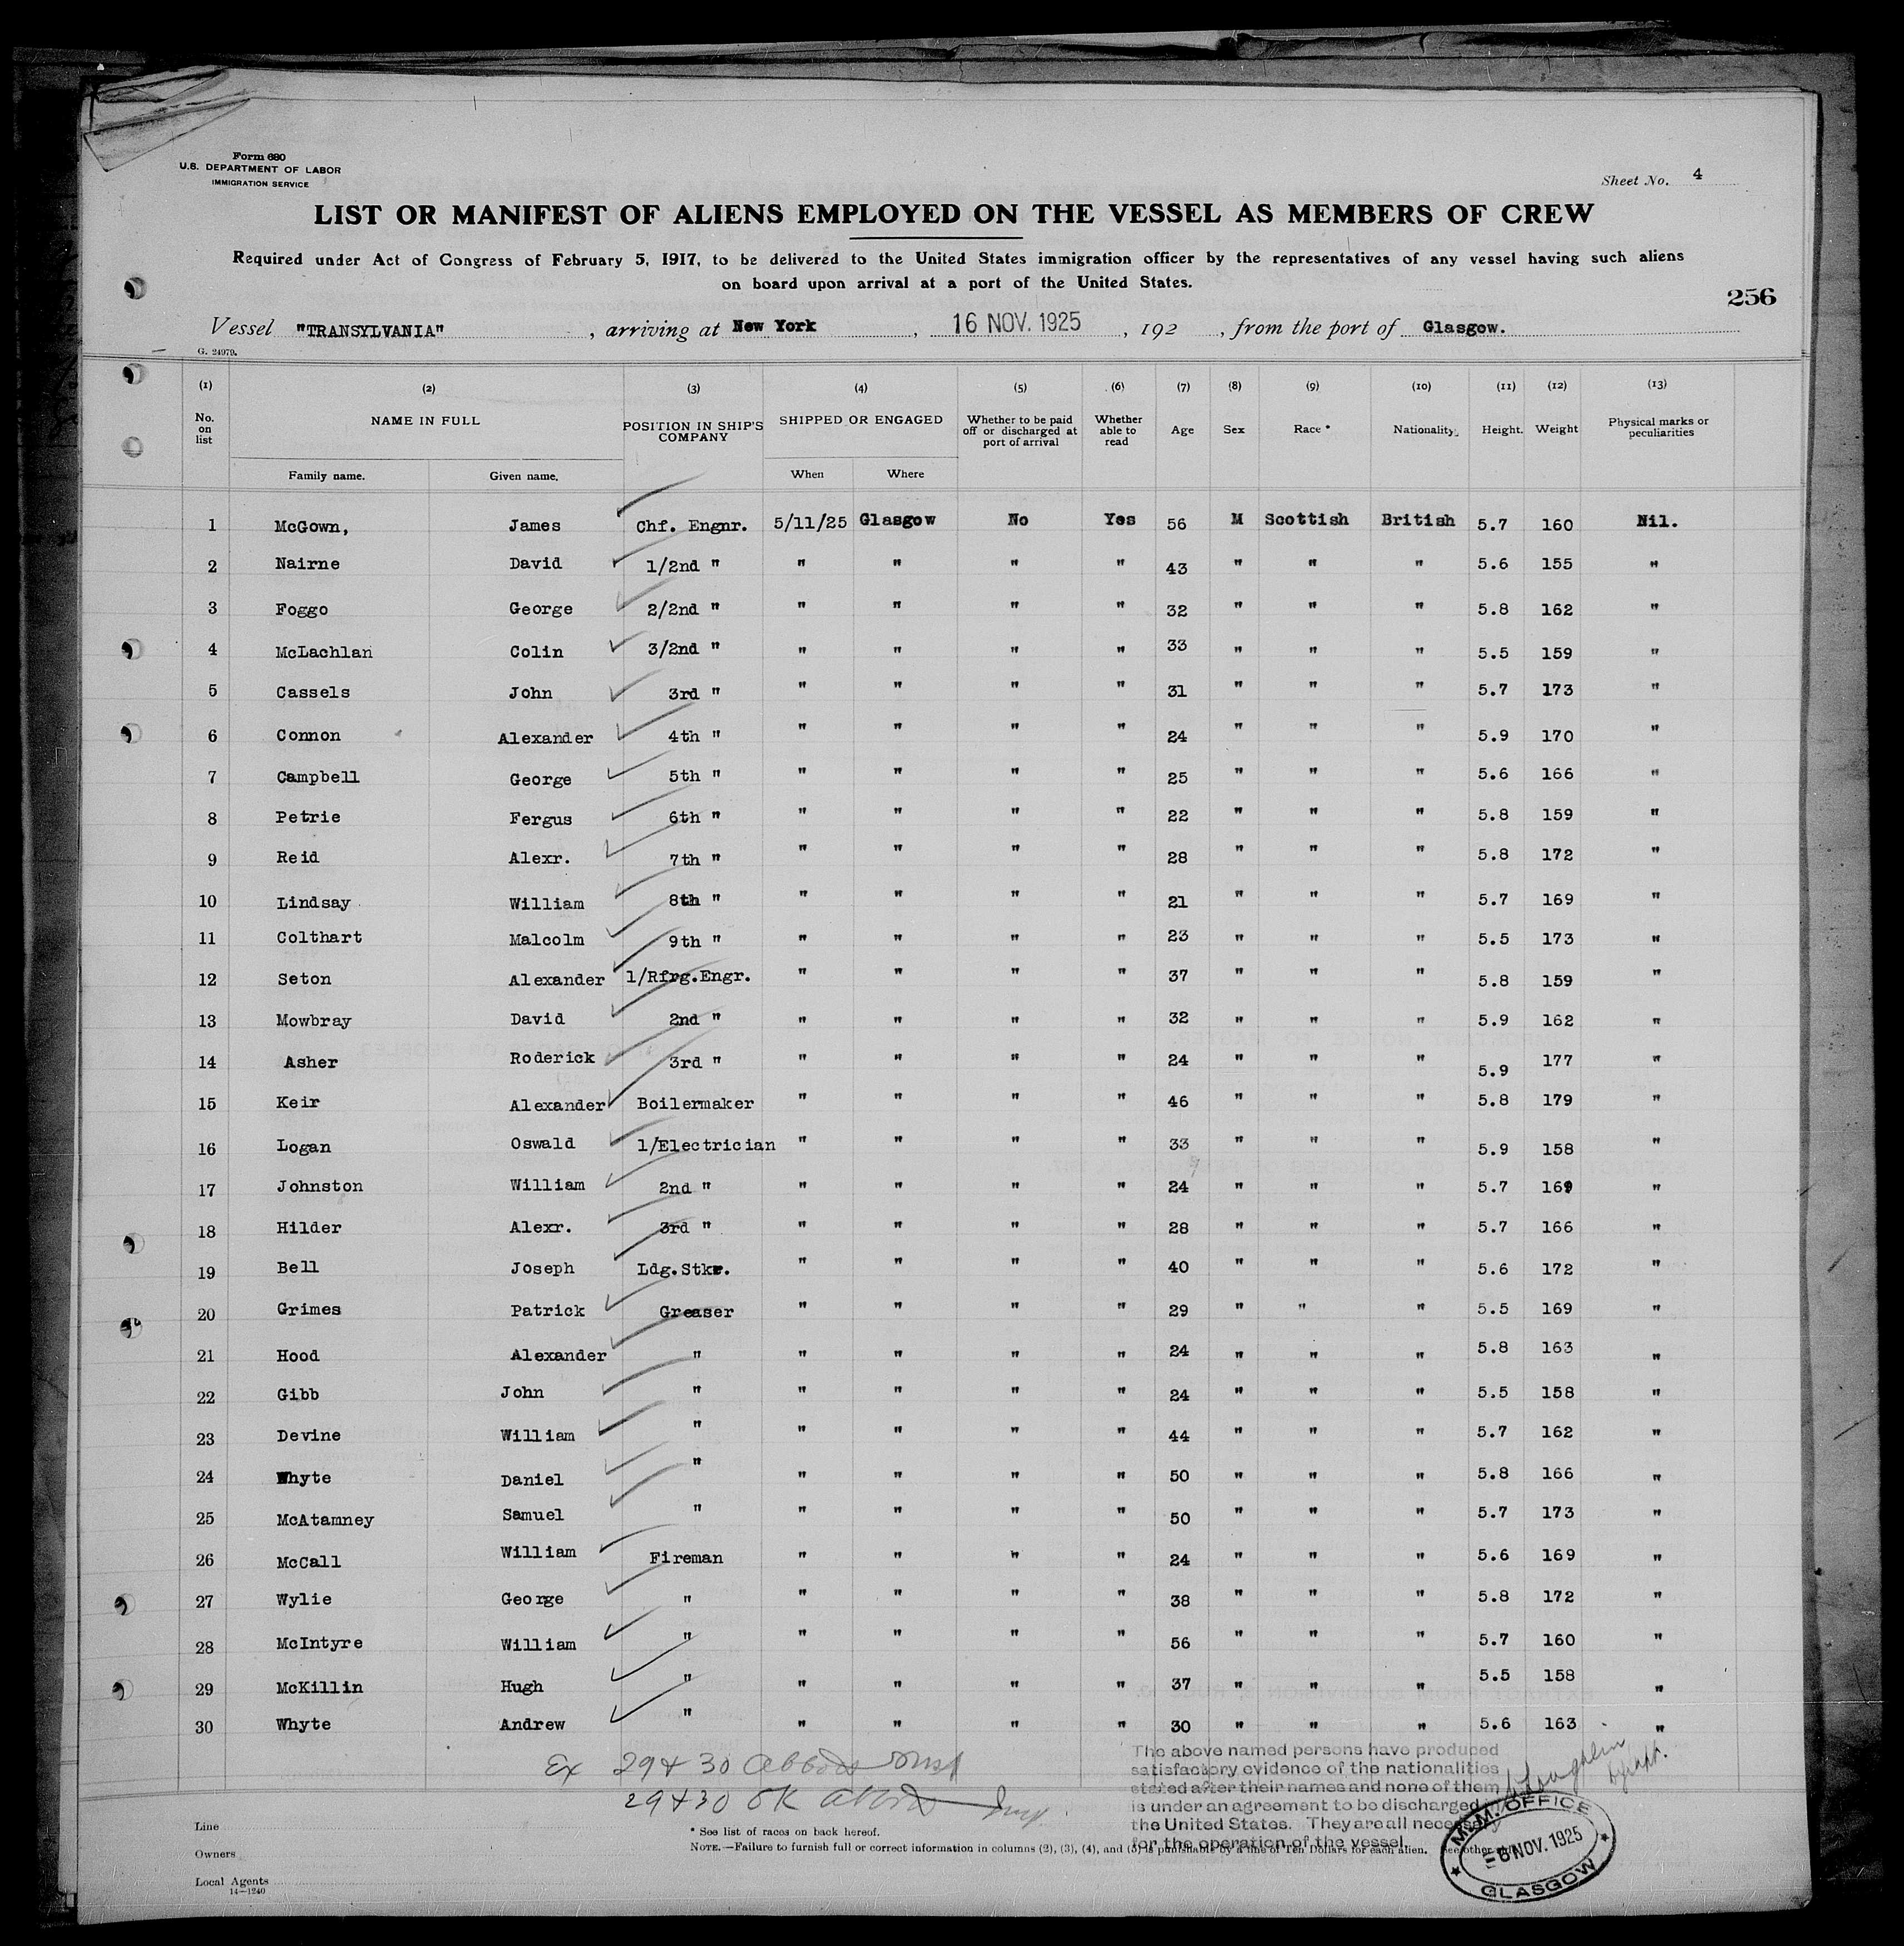 Form 680
U.S. DEPARTMENT OF LABOR
IMMIGRATION SERVICE
Sheet No. 4
LIST OR MANIFEST OF ALIENS EMPLOYED ON THE VESSEL AS MEMBERS OF CREW
Required under Act of Congress of February 5, 1917, to be delivered to the United States immigration officer by the representatives of any vessel having such aliens
on board upon arrival at a port of the United States.
256
Vessel "TRANSYLVANIA", arriving at New York, 16 NOV. 1925, 192 , from the port of Glasgow.
G. 24979.
(1) (2) (3) (4) (5) (6) (7) (8) (9) (10) (11) (12) (13)
No. on list NAME IN FULL POSITION IN SHIP'S COMPANY SHIPPED OR ENGAGED Whether to be paid off or discharged at port of arrival Whether able to read Age Sex Race * Nationality. Height. Weight Physical marks or peculiarities
Family name. Given name. When Where
1 McGown, James Chf. Engnr. 5/11/25 Glasgow No Yes 56 M Scottish British 5.7 160 Nil.
2 Nairne David 1/2nd " " " " " 43 " " " 5.6 155 "
3 Foggo George 2/2nd " " " " " 32 " " " 5.8 162 "
4 McLachlan Colin 3/2nd " " " " " 33 " " " 5.5 159 "
5 Cassels John 3rd " " " " " 31 " " " 5.7 173 "
6 Connon Alexander 4th " " " " " 24 " " " 5.9 170 "
7 Campbell George 5th " " " " " 25 " " " 5.6 166 "
8 Petrie Fergus 6th " " " " " 22 " " " 5.8 159 "
9 Reid Alexr. 7th " " " " " 28 " " " 5.8 172 "
10 Lindsay William 8th " " " " " 21 " " " 5.7 169 "
11 Colthart Malcolm 9th " " " " " 23 " " " 5.5 173 "
12 Seton Alexander 1/Rfrg.Engr. " " " " 37 " " " 5.8 159 "
13 Mowbray David 2nd " " " " " 32 " " " 5.9 162 "
14 Asher Roderick 3rd " " " " " 24 " " " 5.9 177 "
15 Keir Alexander Boilermaker " " " " 46 " " " 5.8 179 "
16 Logan Oswald 1/Electrician " " " " 33 " " " 5.9 158 "
17 Johnston William 2nd " " " " " 24 " " " 5.7 169 "
18 Hilder Alexr. 3rd " " " " " 28 " " " 5.7 166 "
19 Bell Joseph Ldg.Stkr. " " " " 40 " " " 5.6 172 "
20 Grimes Patrick Greaser " " " " 29 " " " 5.5 169 "
21 Hood Alexander " " " " " 24 " " " 5.8 163 "
22 Gibb John " " " " " 24 " " " 5.5 158 "
23 Devine William " " " " " 44 " " " 5.7 162 "
24 Whyte Daniel " " " " " 50 " " " 5.8 166 "
25 McAtamney Samuel " " " " " 50 " " " 5.7 173 "
26 McCall William Fireman " " " " 24 " " " 5.6 169 "
27 Wylie George " " " " " 38 " " " 5.8 172 "
28 McIntyre William " " " " " 56 " " " 5.7 160 "
29 McKillin Hugh " " " " " 37 " " " 5.5 158 "
30 Whyte Andrew " " " " " 30 " " " 5.6 163 "
Ex 29 & 30
29 & 30 OK
The above named persons have produced
satisfactory evidence of the nationalities
stated after their names and none of them
is under an agreement to be discharged in
the United States. They are all necessary
for the operation of the vessel.
M.M. OFFICE
6 NOV. 1925
GLASGOW
Line
Owners
Local Agents
14—1240
* See list of races on back hereof.
NOTE.—Failure to furnish full or correct information in columns (2), (3), (4), and (5) is punishable by a fine of Ten Dollars for each alien. See other